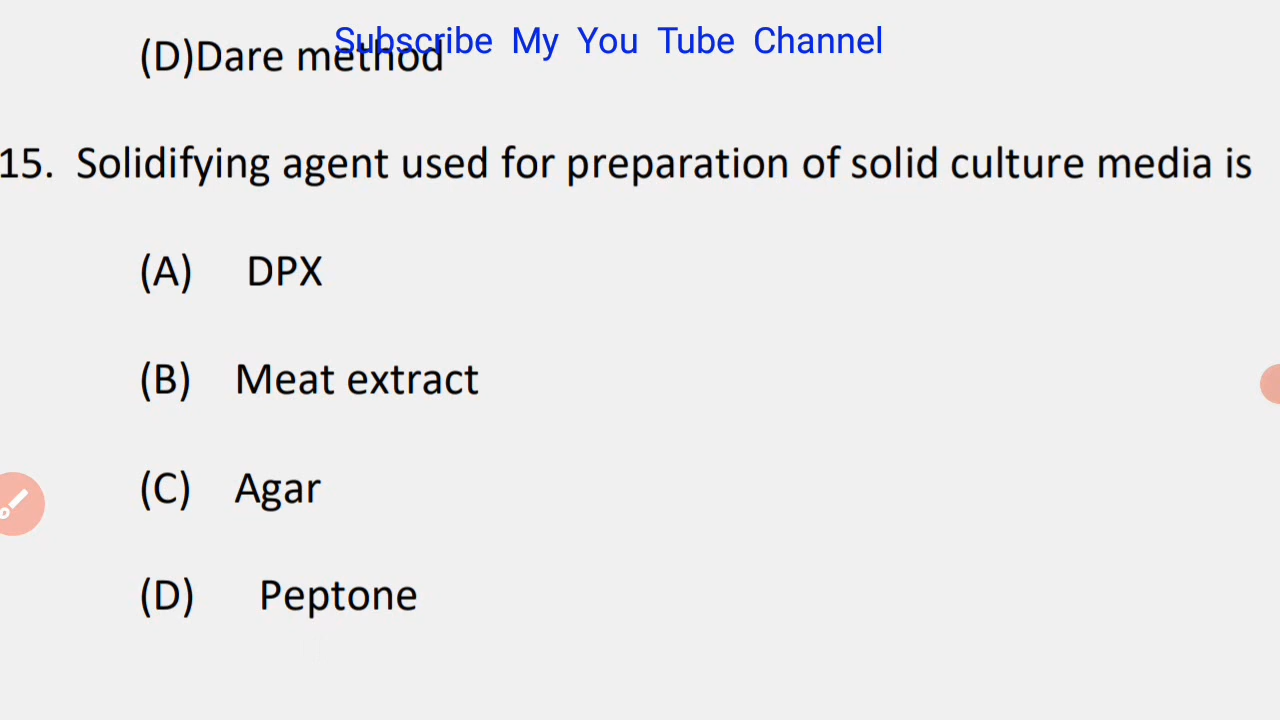 Subscribe My You Tube Channel
(D)Dare method
15. Solidifying agent used for preparation of solid culture media is
(A) DPX
(B) Meat extract
(C) Agar
(D) Peptone